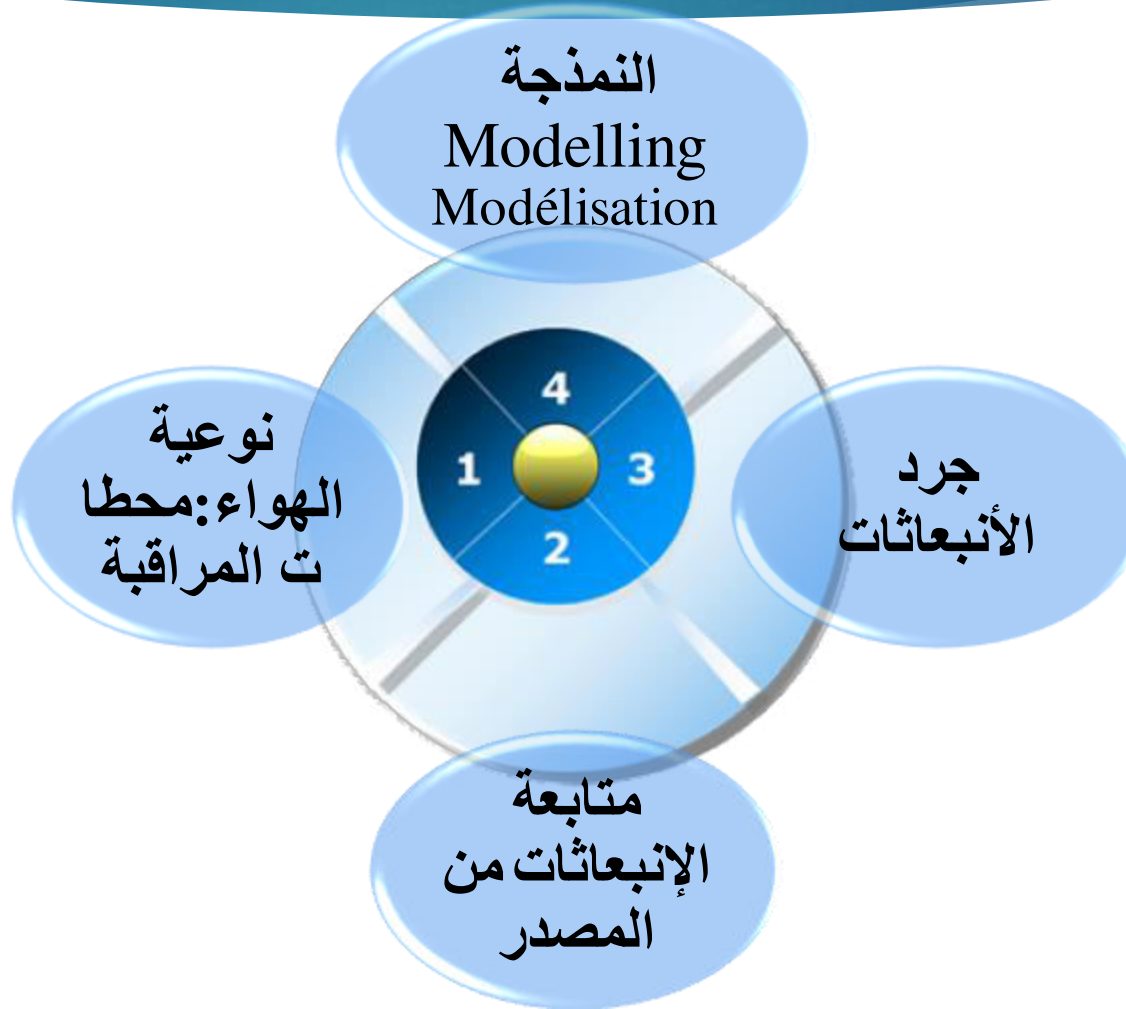 النمذجة
Modelling
Modélisation
4
1
3
2
نوعية
الهواء:محطا
ت المراقبة
جرد
الأنبعاثات
متابعة
الإنبعاثات من
المصدر